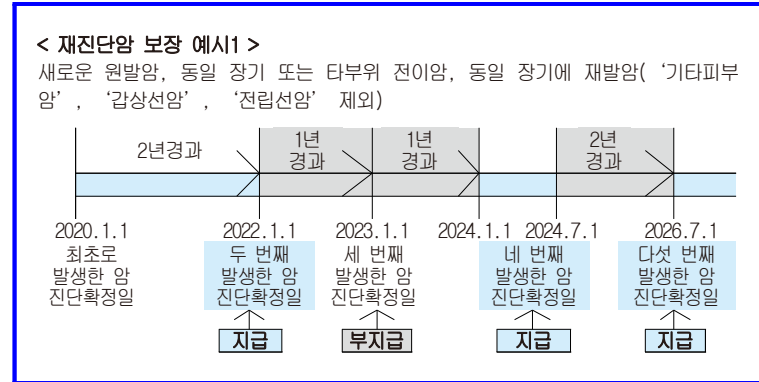 < 재진단암 보장 예시1 >
새로운 원발암, 동일 장기 또는 타부위 전이암, 동일 장기에 재발암( ‘기타피부
암’, ‘갑상선암’, ‘전립선암’ 제외)
2년경과
1년
경과
1년
경과
2년
경과
2020.1.1
최초로
발생한 암
진단확정일
2022.1.1
두 번째
발생한 암
진단확정일
지급
2023.1.1
세 번째
발생한 암
진단확정일
부지급
2024.1.1
2024.7.1
네 번째
발생한 암
진단확정일
지급
2026.7.1
다섯 번째
발생한 암
진단확정일
지급